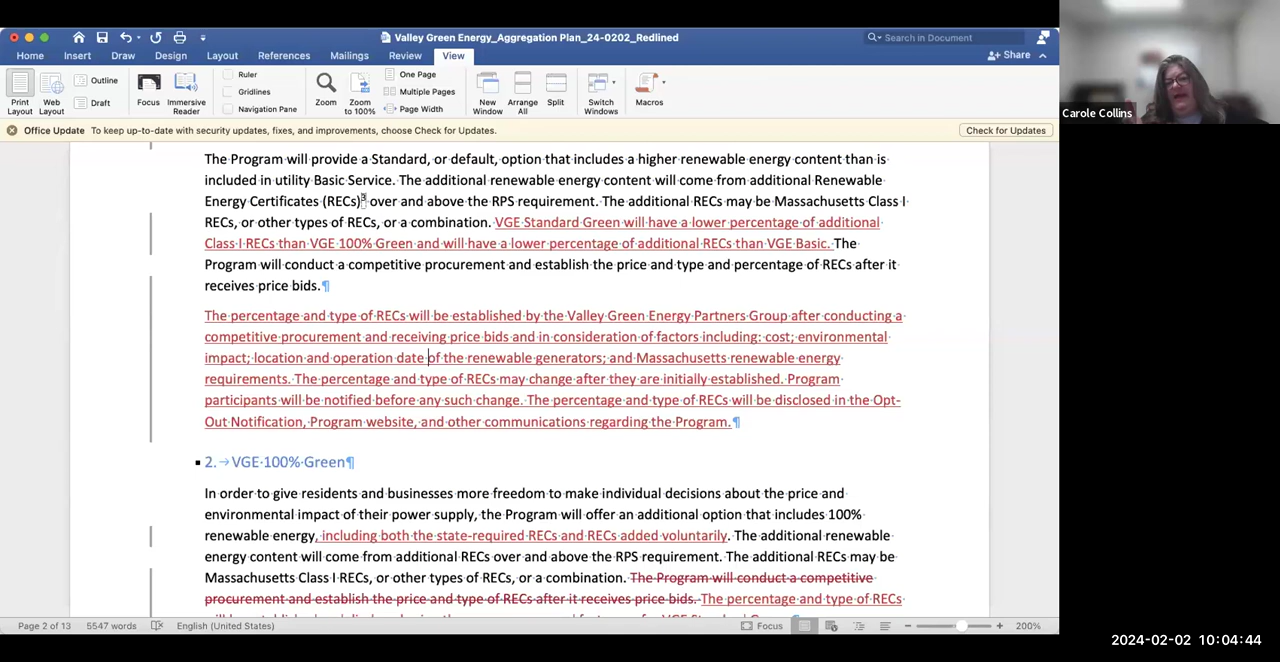 Valley Green Energy_Aggregation Plan_24-0202_Redlined
Search in Document
Home Insert Draw Design Layout References Mailings Review View
Share
Print Layout
Web Layout
Outline
Draft
Focus
Immersive Reader
Ruler
Gridlines
Navigation Pane
Zoom
Zoom to 100%
One Page
Multiple Pages
Page Width
New Window
Arrange All
Split
Switch Windows
Macros
Office Update To keep up-to-date with security updates, fixes, and improvements, choose Check for Updates.
Check for Updates
Carole Collins
The Program will provide a Standard, or default, option that includes a higher renewable energy content than is
included in utility Basic Service. The additional renewable energy content will come from additional Renewable
Energy Certificates (RECs) over and above the RPS requirement. The additional RECs may be Massachusetts Class I
RECs, or other types of RECs, or a combination. VGE Standard Green will have a lower percentage of additional
Class I RECs than VGE 100% Green and will have a lower percentage of additional RECs than VGE Basic. The
Program will conduct a competitive procurement and establish the price and type and percentage of RECs after it
receives price bids.¶
The percentage and type of RECs will be established by the Valley Green Energy Partners Group after conducting a
competitive procurement and receiving price bids and in consideration of factors including: cost; environmental
impact; location and operation date of the renewable generators; and Massachusetts renewable energy
requirements. The percentage and type of RECs may change after they are initially established. Program
participants will be notified before any such change. The percentage and type of RECs will be disclosed in the Opt-
Out Notification, Program website, and other communications regarding the Program.¶
2. → VGE 100% Green¶
In order to give residents and businesses more freedom to make individual decisions about the price and
environmental impact of their power supply, the Program will offer an additional option that includes 100%
renewable energy, including both the state-required RECs and RECs added voluntarily. The additional renewable
energy content will come from additional RECs over and above the RPS requirement. The additional RECs may be
Massachusetts Class I RECs, or other types of RECs, or a combination. The Program will conduct a competitive
procurement and establish the price and type of RECs after it receives price bids. The percentage and type of RECs
Page 2 of 13 5547 words English (United States) Focus 200%
2024-02-02 10:04:44